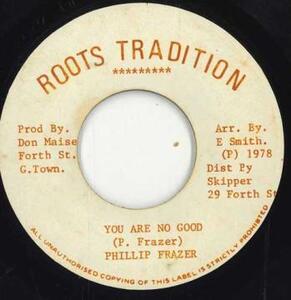 ROOTS TRADITION
**********
Prod By.
Don Maise
Forth St.
G.Town.
Arr. By.
E Smith.
(P) 1978
Dist By
Skipper
29 Forth St
YOU ARE NO GOOD
(P. Frazer)
PHILLIP FRAZER
ALL UNAUTHORISED COPYING OF THIS LABEL IS STRICTLY PROHIBITED